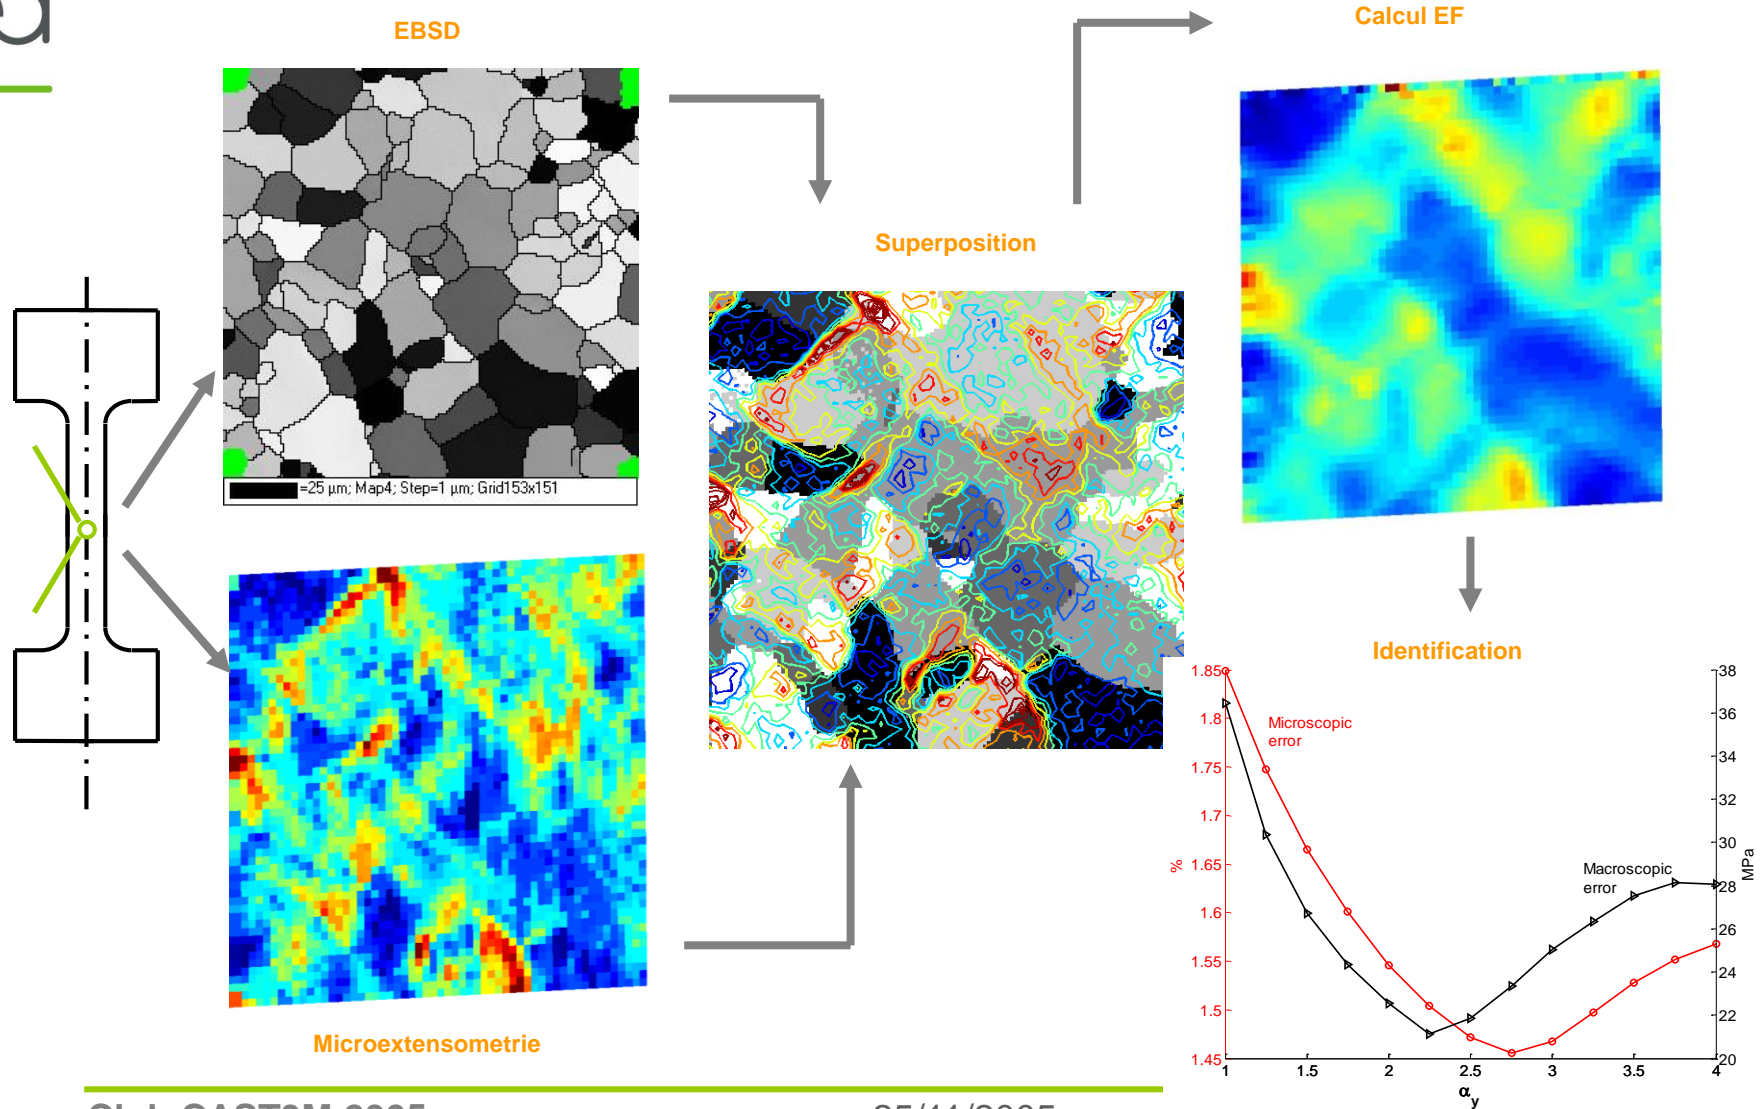 EBSD
Calcul EF
=25 µm; Map4; Step=1 µm; Grid153x151
Superposition
Microextensometrie
Identification
Microscopic
error
Macroscopic
error
%
1.85
1.8
1.75
1.7
1.65
1.6
1.55
1.5
1.45
MPa
38
36
34
32
30
28
26
24
22
20
1
1.5
2
2.5
3
3.5
4
αy